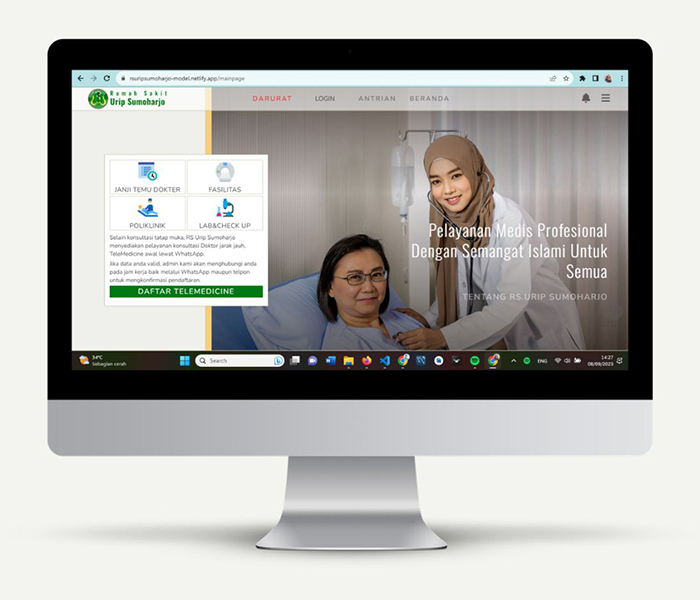 rsuripsumoharjo-model.netlify.app/mainpage
Rumah Sakit
Urip Sumoharjo
DARURAT LOGIN ANTRIAN BERANDA
JANJI TEMU DOKTER FASILITAS
POLIKLINIK LAB&CHECK UP
Selain konsultasi tatap muka, RS Urip Sumoharjo
menyediakan pelayanan konsultasi Doktor jarak jauh,
TeleMedicine awal lewat WhatsApp.
Jika data anda valid, admin kami akan menghubungi anda
pada jam kerja baik melalui WhatsApp maupun telpon
untuk mengkonfirmasi pendaftaran.
DAFTAR TELEMEDICINE
Pelayanan Medis Profesional
Dengan Semangat Islami Untuk
Semua
TENTANG RS.URIP SUMOHARJO
34°C
Sebagian cerah
Search
ENG
14:27
08/09/2023